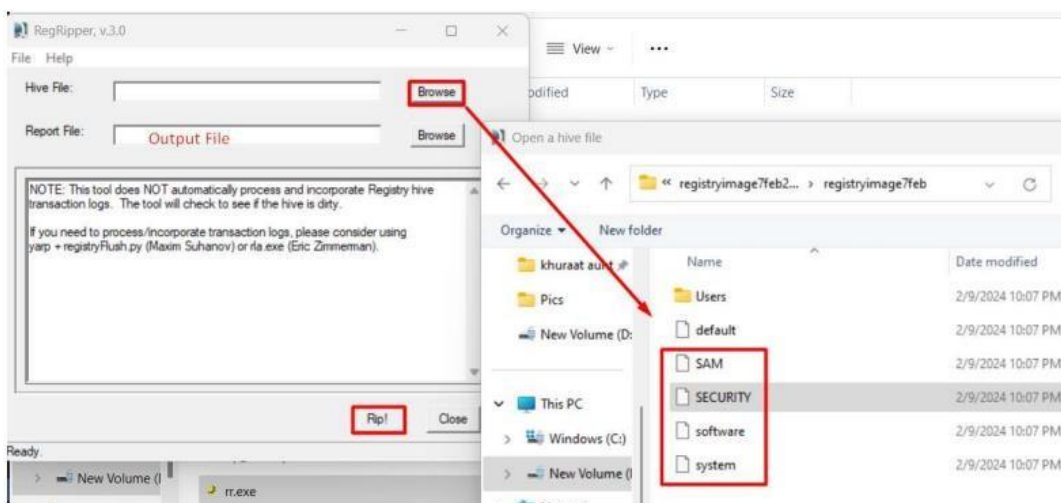 RegRipper, v.3.0
File Help
Hive File:
Browse
Report File:
Output File
Browse
NOTE: This tool does NOT automatically process and incorporate Registry hive
transaction logs. The tool will check to see if the hive is dirty.
If you need to process/incorporate transaction logs, please consider using
yarp + registryFlush.py (Maxim Suhanov) or rla.exe (Eric Zimmerman).
Rip!
Close
Ready.
New Volume (
rr.exe
View
Type
Size
Open a hive file
« registryimage7feb2... › registryimage7feb
Organize
New folder
Name
Date modified
khuraat
Pics
New Volume (D:
This PC
Windows (C:)
New Volume (
Users 2/9/2024 10:07 PM
default 2/9/2024 10:07 PM
SAM 2/9/2024 10:07 PM
SECURITY 2/9/2024 10:07 PM
software 2/9/2024 10:07 PM
system 2/9/2024 10:07 PM